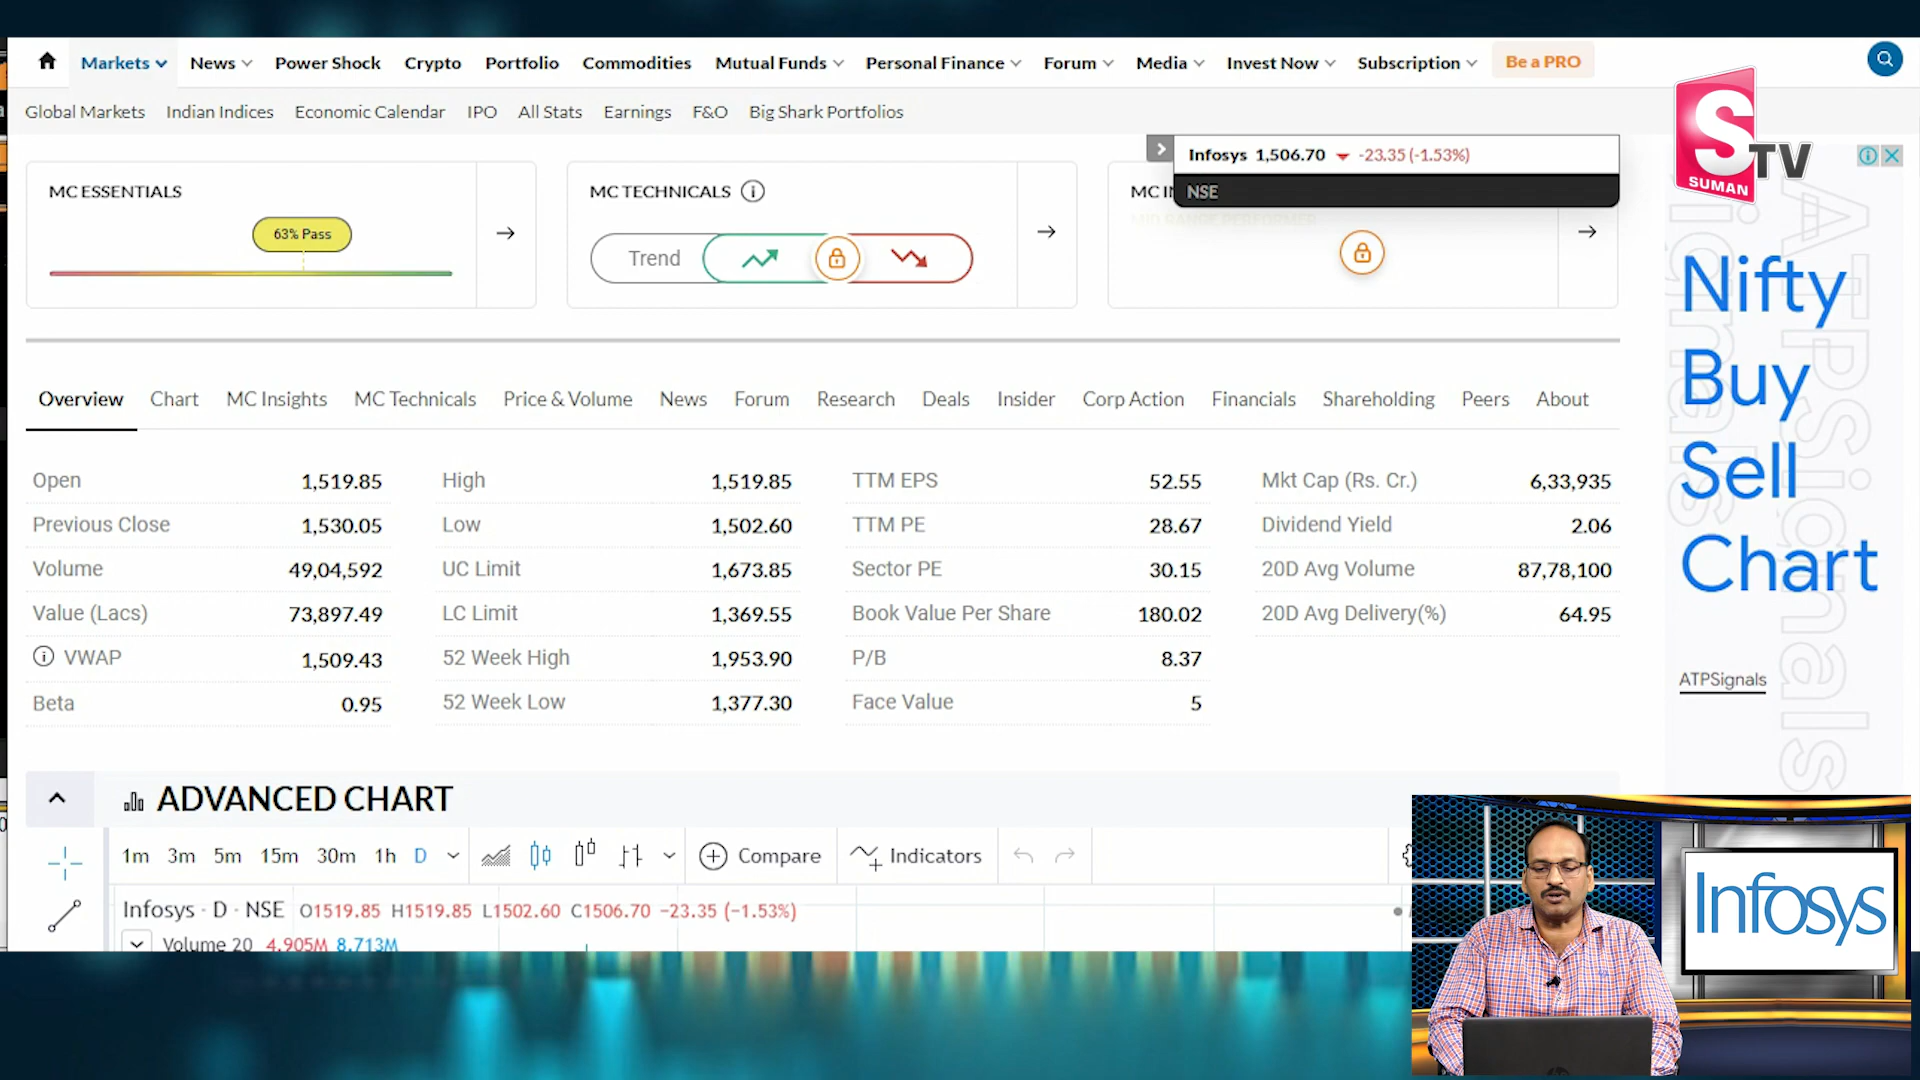 Markets News Power Shock Crypto Portfolio Commodities Mutual Funds Personal Finance Forum Media Invest Now Subscription Be a PRO
Global Markets Indian Indices Economic Calendar IPO All Stats Earnings F&O Big Shark Portfolios
S
SUMAN
TV
Infosys 1,506.70 -23.35 (-1.53%)
NSE
MC ESSENTIALS
63% Pass
MC TECHNICALS
Trend
MID RANGE PERFORMER
Nifty
Buy
Sell
Chart
ATPSignals
ATPSignals
Overview Chart MC Insights MC Technicals Price & Volume News Forum Research Deals Insider Corp Action Financials Shareholding Peers About
Open 1,519.85 High 1,519.85 TTM EPS 52.55 Mkt Cap (Rs. Cr.) 6,33,935
Previous Close 1,530.05 Low 1,502.60 TTM PE 28.67 Dividend Yield 2.06
Volume 49,04,592 UC Limit 1,673.85 Sector PE 30.15 20D Avg Volume 87,78,100
Value (Lacs) 73,897.49 LC Limit 1,369.55 Book Value Per Share 180.02 20D Avg Delivery(%) 64.95
VWAP 1,509.43 52 Week High 1,953.90 P/B 8.37
Beta 0.95 52 Week Low 1,377.30 Face Value 5
ADVANCED CHART
1m 3m 5m 15m 30m 1h D Compare Indicators
Infosys · D · NSE O1519.85 H1519.85 L1502.60 C1506.70 −23.35 (−1.53%)
Volume 20 4.905M 8.713M
Infosys